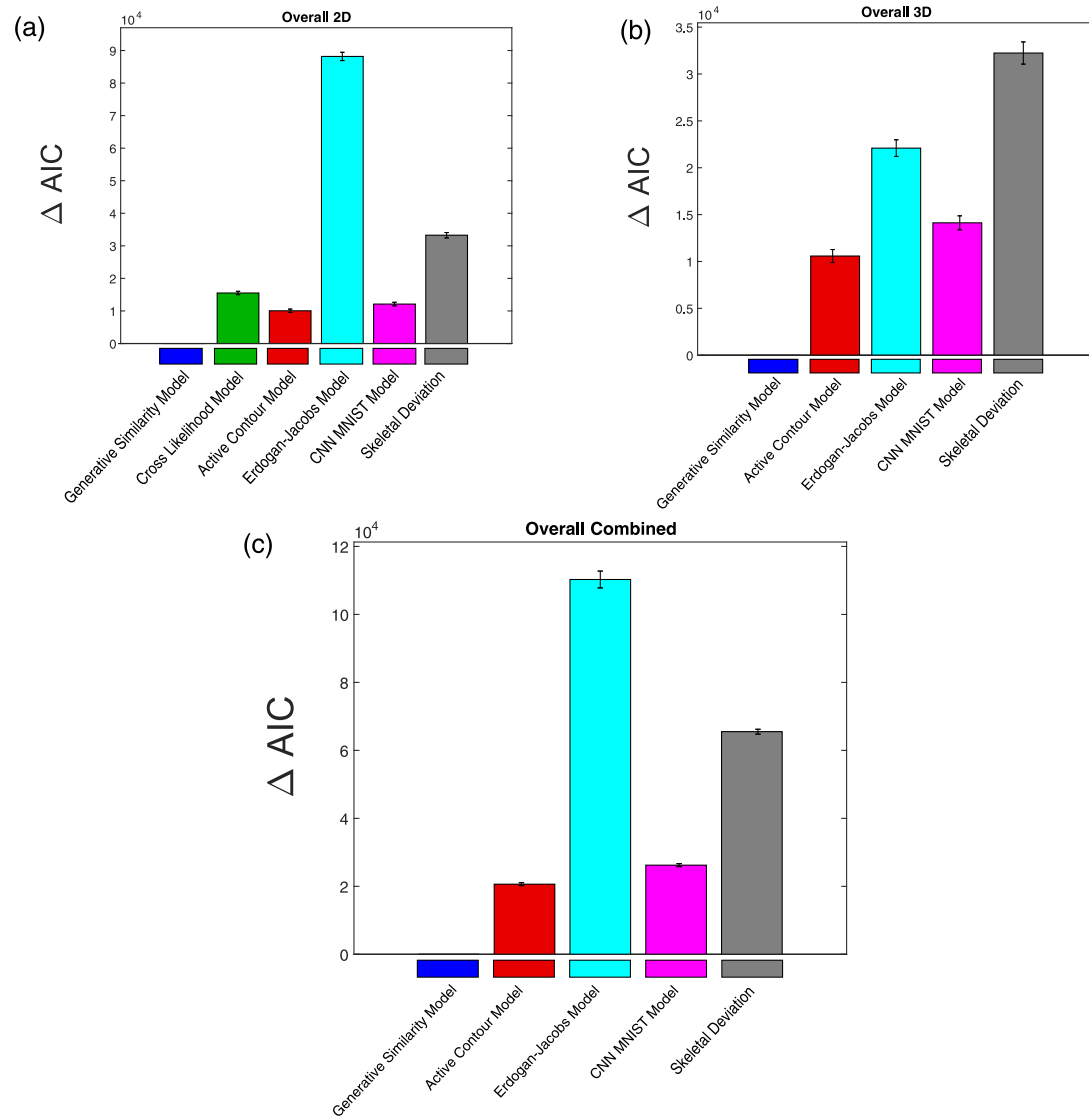 (a)
Overall 2D
10^4
9
8
7
6
5
4
3
2
1
0
Δ AIC
Generative Similarity Model
Cross Likelihood Model
Active Contour Model
Erdogan-Jacobs Model
CNN MNIST Model
Skeletal Deviation
(b)
Overall 3D
10^4
3.5
3
2.5
2
1.5
1
0.5
0
Δ AIC
Generative Similarity Model
Active Contour Model
Erdogan-Jacobs Model
CNN MNIST Model
Skeletal Deviation
(c)
Overall Combined
10^4
12
10
8
6
4
2
0
Δ AIC
Generative Similarity Model
Active Contour Model
Erdogan-Jacobs Model
CNN MNIST Model
Skeletal Deviation